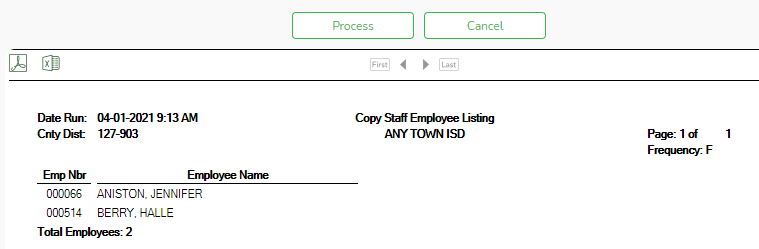 Process Cancel
First Last
Date Run: 04-01-2021 9:13 AM Copy Staff Employee Listing
Cnty Dist: 127-903 ANY TOWN ISD Page: 1 of 1
Frequency: F
Emp Nbr Employee Name
000066 ANISTON, JENNIFER
000514 BERRY, HALLE
Total Employees: 2